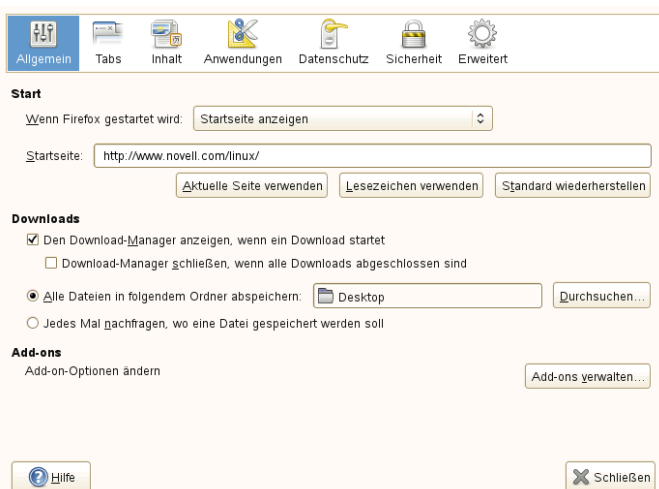 Allgemein Tabs Inhalt Anwendungen Datenschutz Sicherheit Erweitert
Start
Wenn Firefox gestartet wird: Startseite anzeigen
Startseite: http://www.novell.com/linux/
Aktuelle Seite verwenden Lesezeichen verwenden Standard wiederherstellen
Downloads
Den Download-Manager anzeigen, wenn ein Download startet
Download-Manager schließen, wenn alle Downloads abgeschlossen sind
Alle Dateien in folgendem Ordner abspeichern: Desktop Durchsuchen...
Jedes Mal nachfragen, wo eine Datei gespeichert werden soll
Add-ons
Add-on-Optionen ändern Add-ons verwalten...
Hilfe Schließen